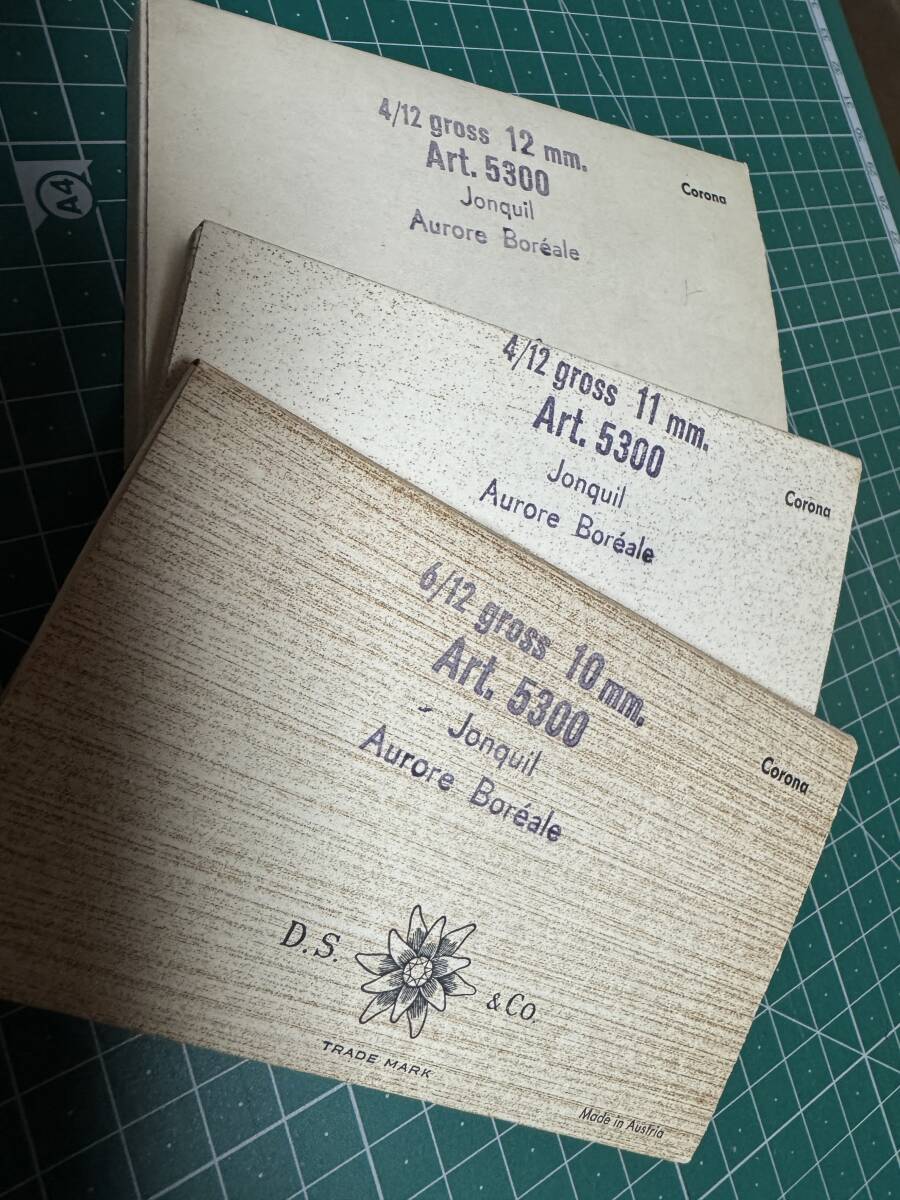 4/12 gross 12 mm.
Art. 5300
Jonquil
Aurore Boréale
Corona
A4
4/12 gross 11 mm.
Art. 5300
Jonquil
Aurore Boréale
Corona
6/12 gross 10 mm.
Art. 5300
Jonquil
Aurore Boréale
Corona
D.S. & Co.
TRADE MARK
Made in Austria